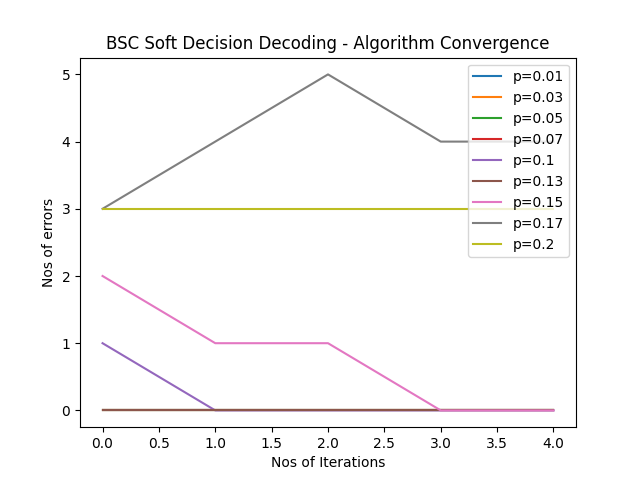 BSC Soft Decision Decoding - Algorithm Convergence
5
4
3
2
1
0
Nos of errors
p=0.01
p=0.03
p=0.05
p=0.07
p=0.1
p=0.13
p=0.15
p=0.17
p=0.2
0.0 0.5 1.0 1.5 2.0 2.5 3.0 3.5 4.0
Nos of Iterations